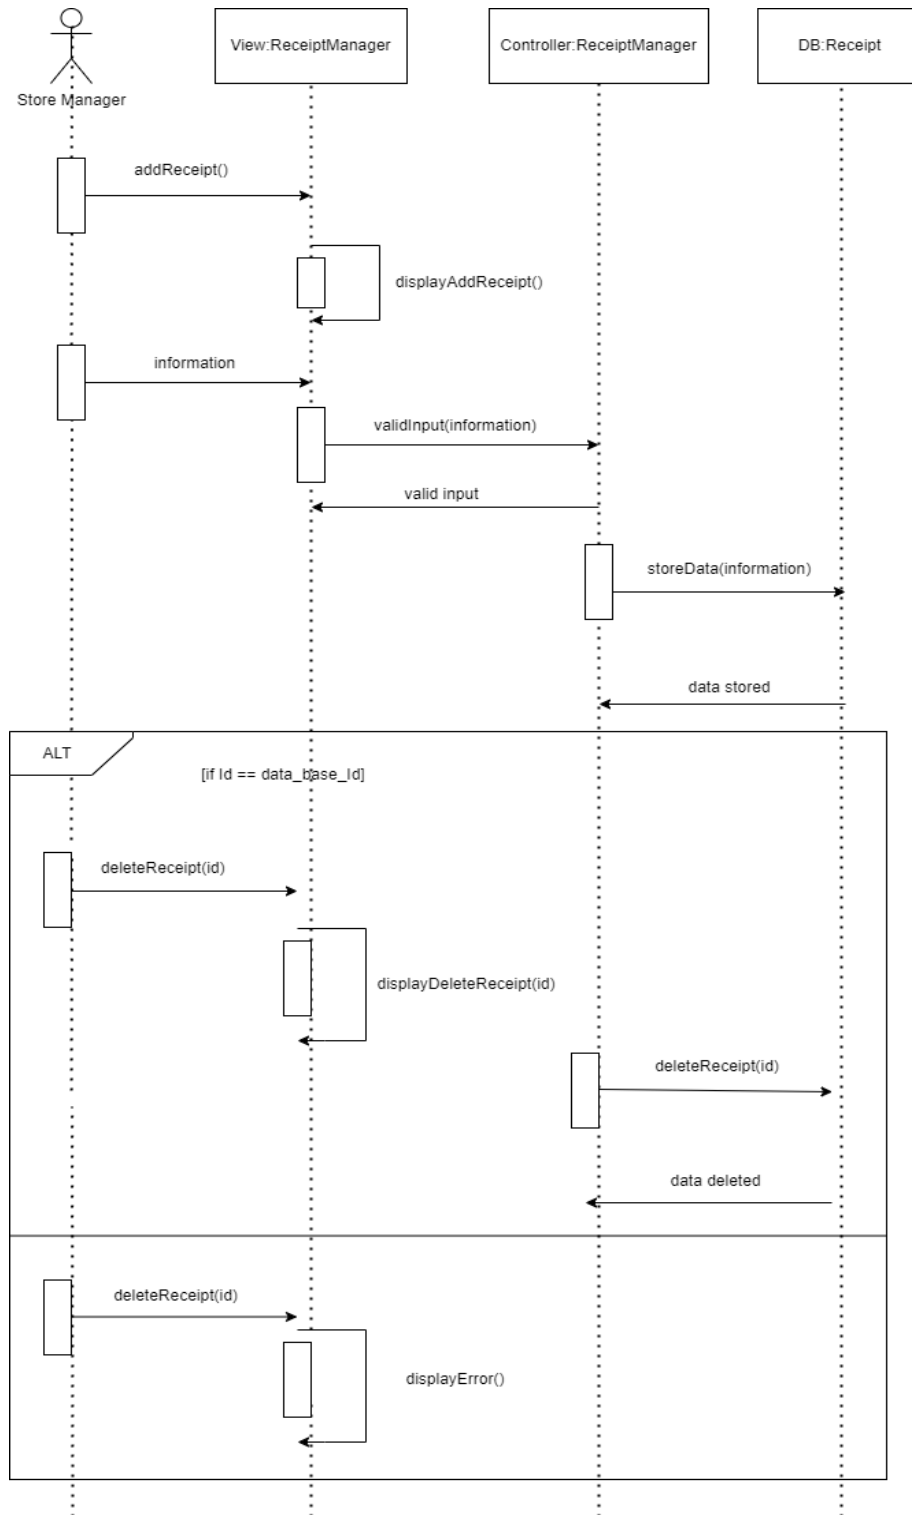 View:ReceiptManager
Controller:ReceiptManager
DB:Receipt
Store Manager
addReceipt()
displayAddReceipt()
information
validInput(information)
valid input
storeData(information)
data stored
ALT
[if Id == data_base_Id]
deleteReceipt(id)
displayDeleteReceipt(id)
deleteReceipt(id)
data deleted
deleteReceipt(id)
displayError()